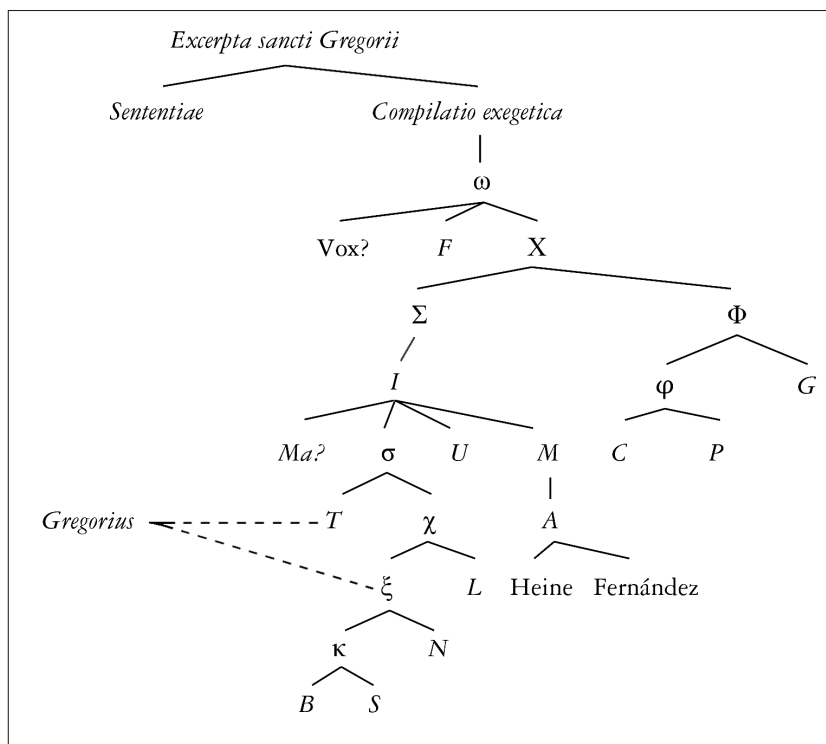 Excerpta sancti Gregorii
Sententiae Compilatio exegetica
ω
Vox? F X
Σ Φ
I φ G
Ma? σ U M C P
Gregorius T χ A
ξ L Heine Fernández
κ N
B S